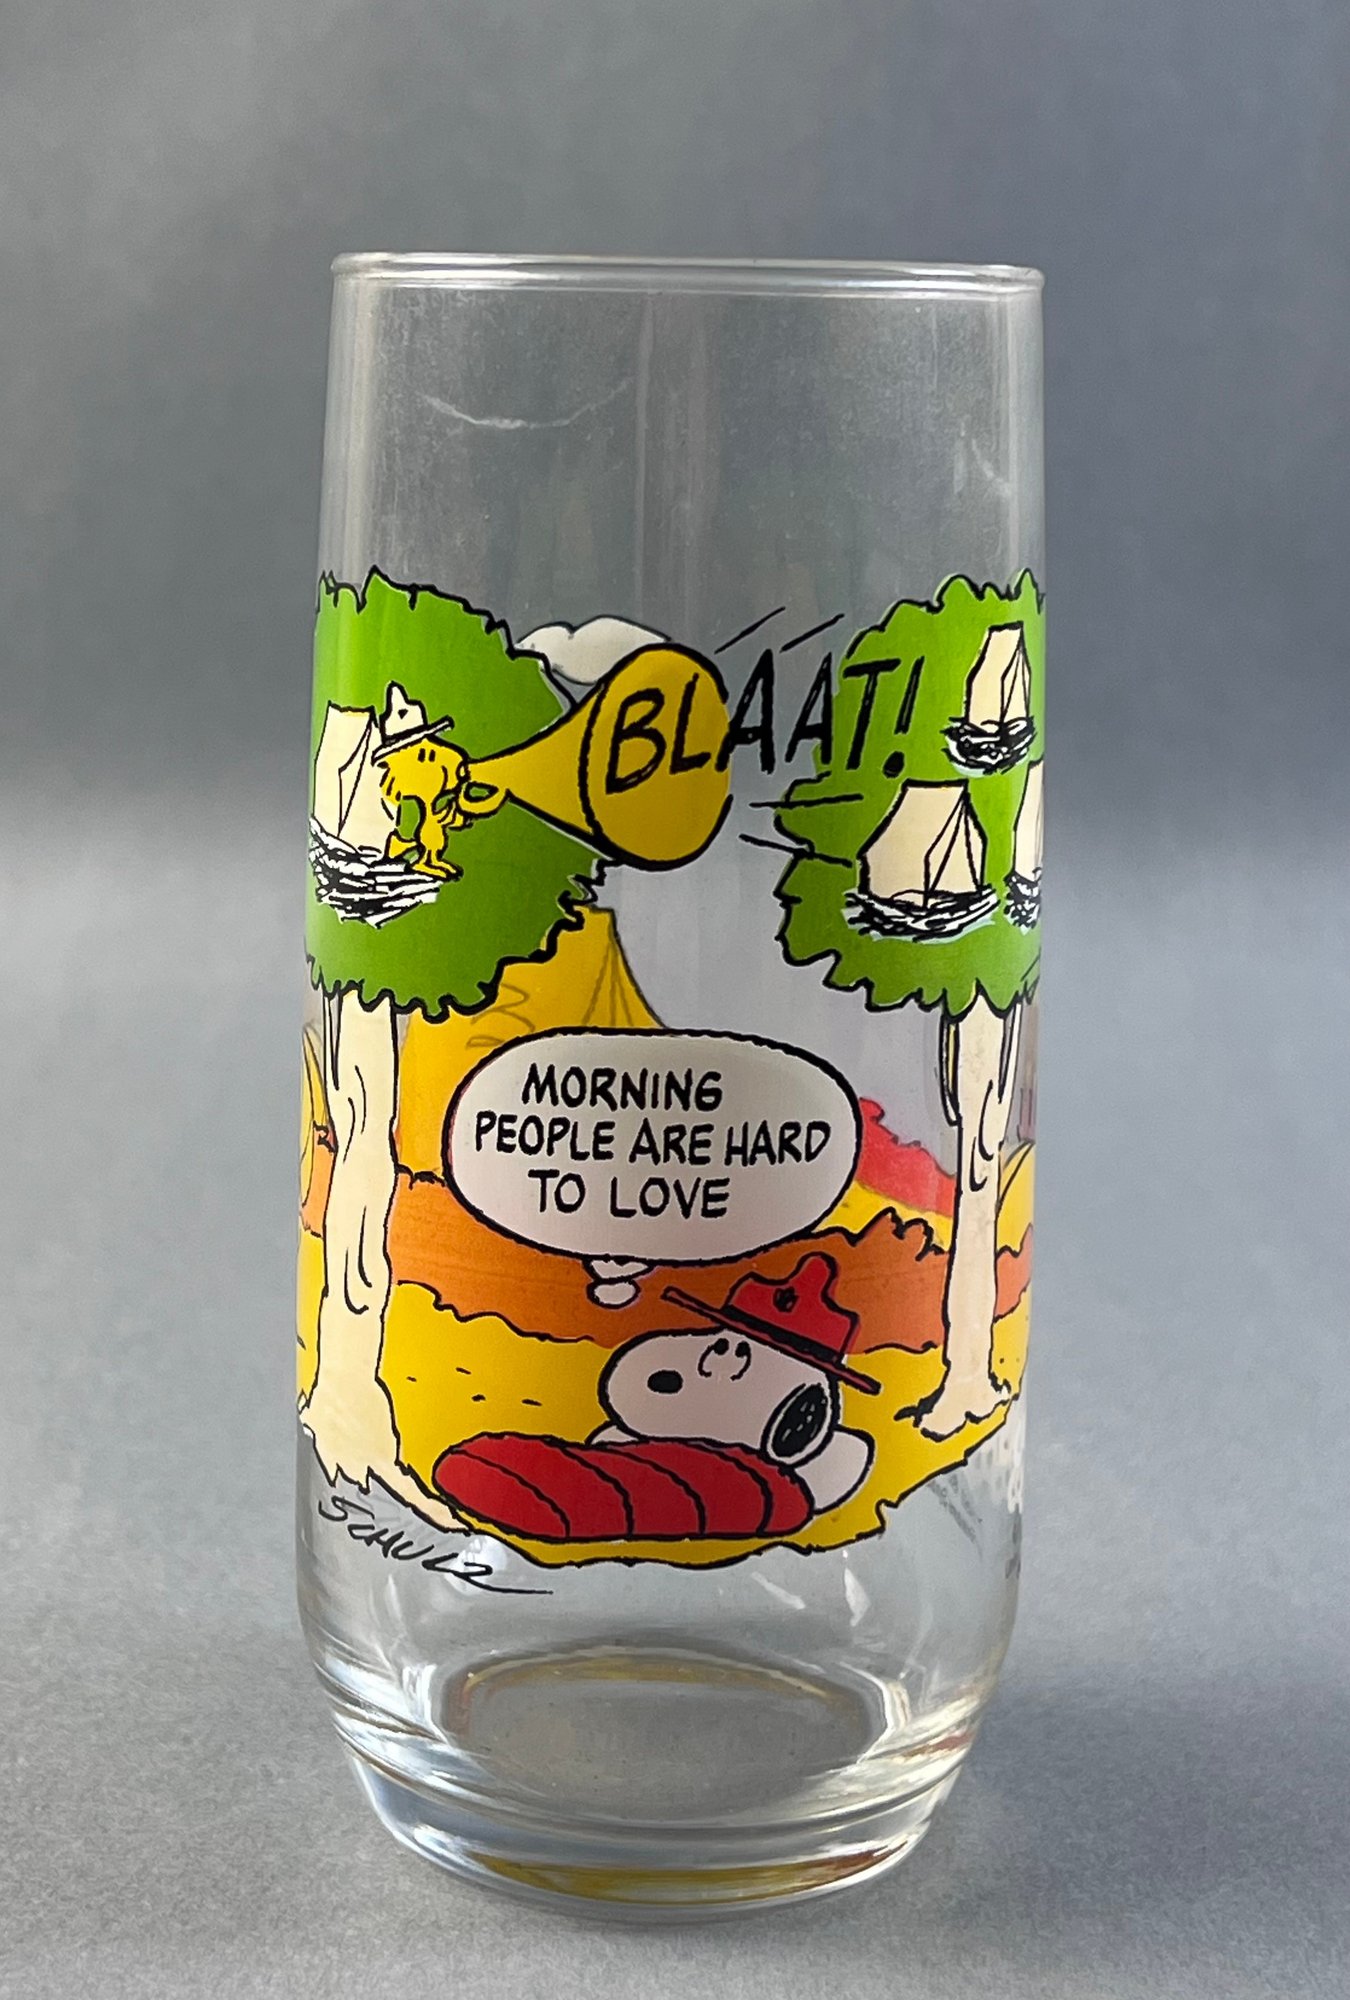 BLAAT!
MORNING
PEOPLE ARE HARD
TO LOVE
SCHULZ